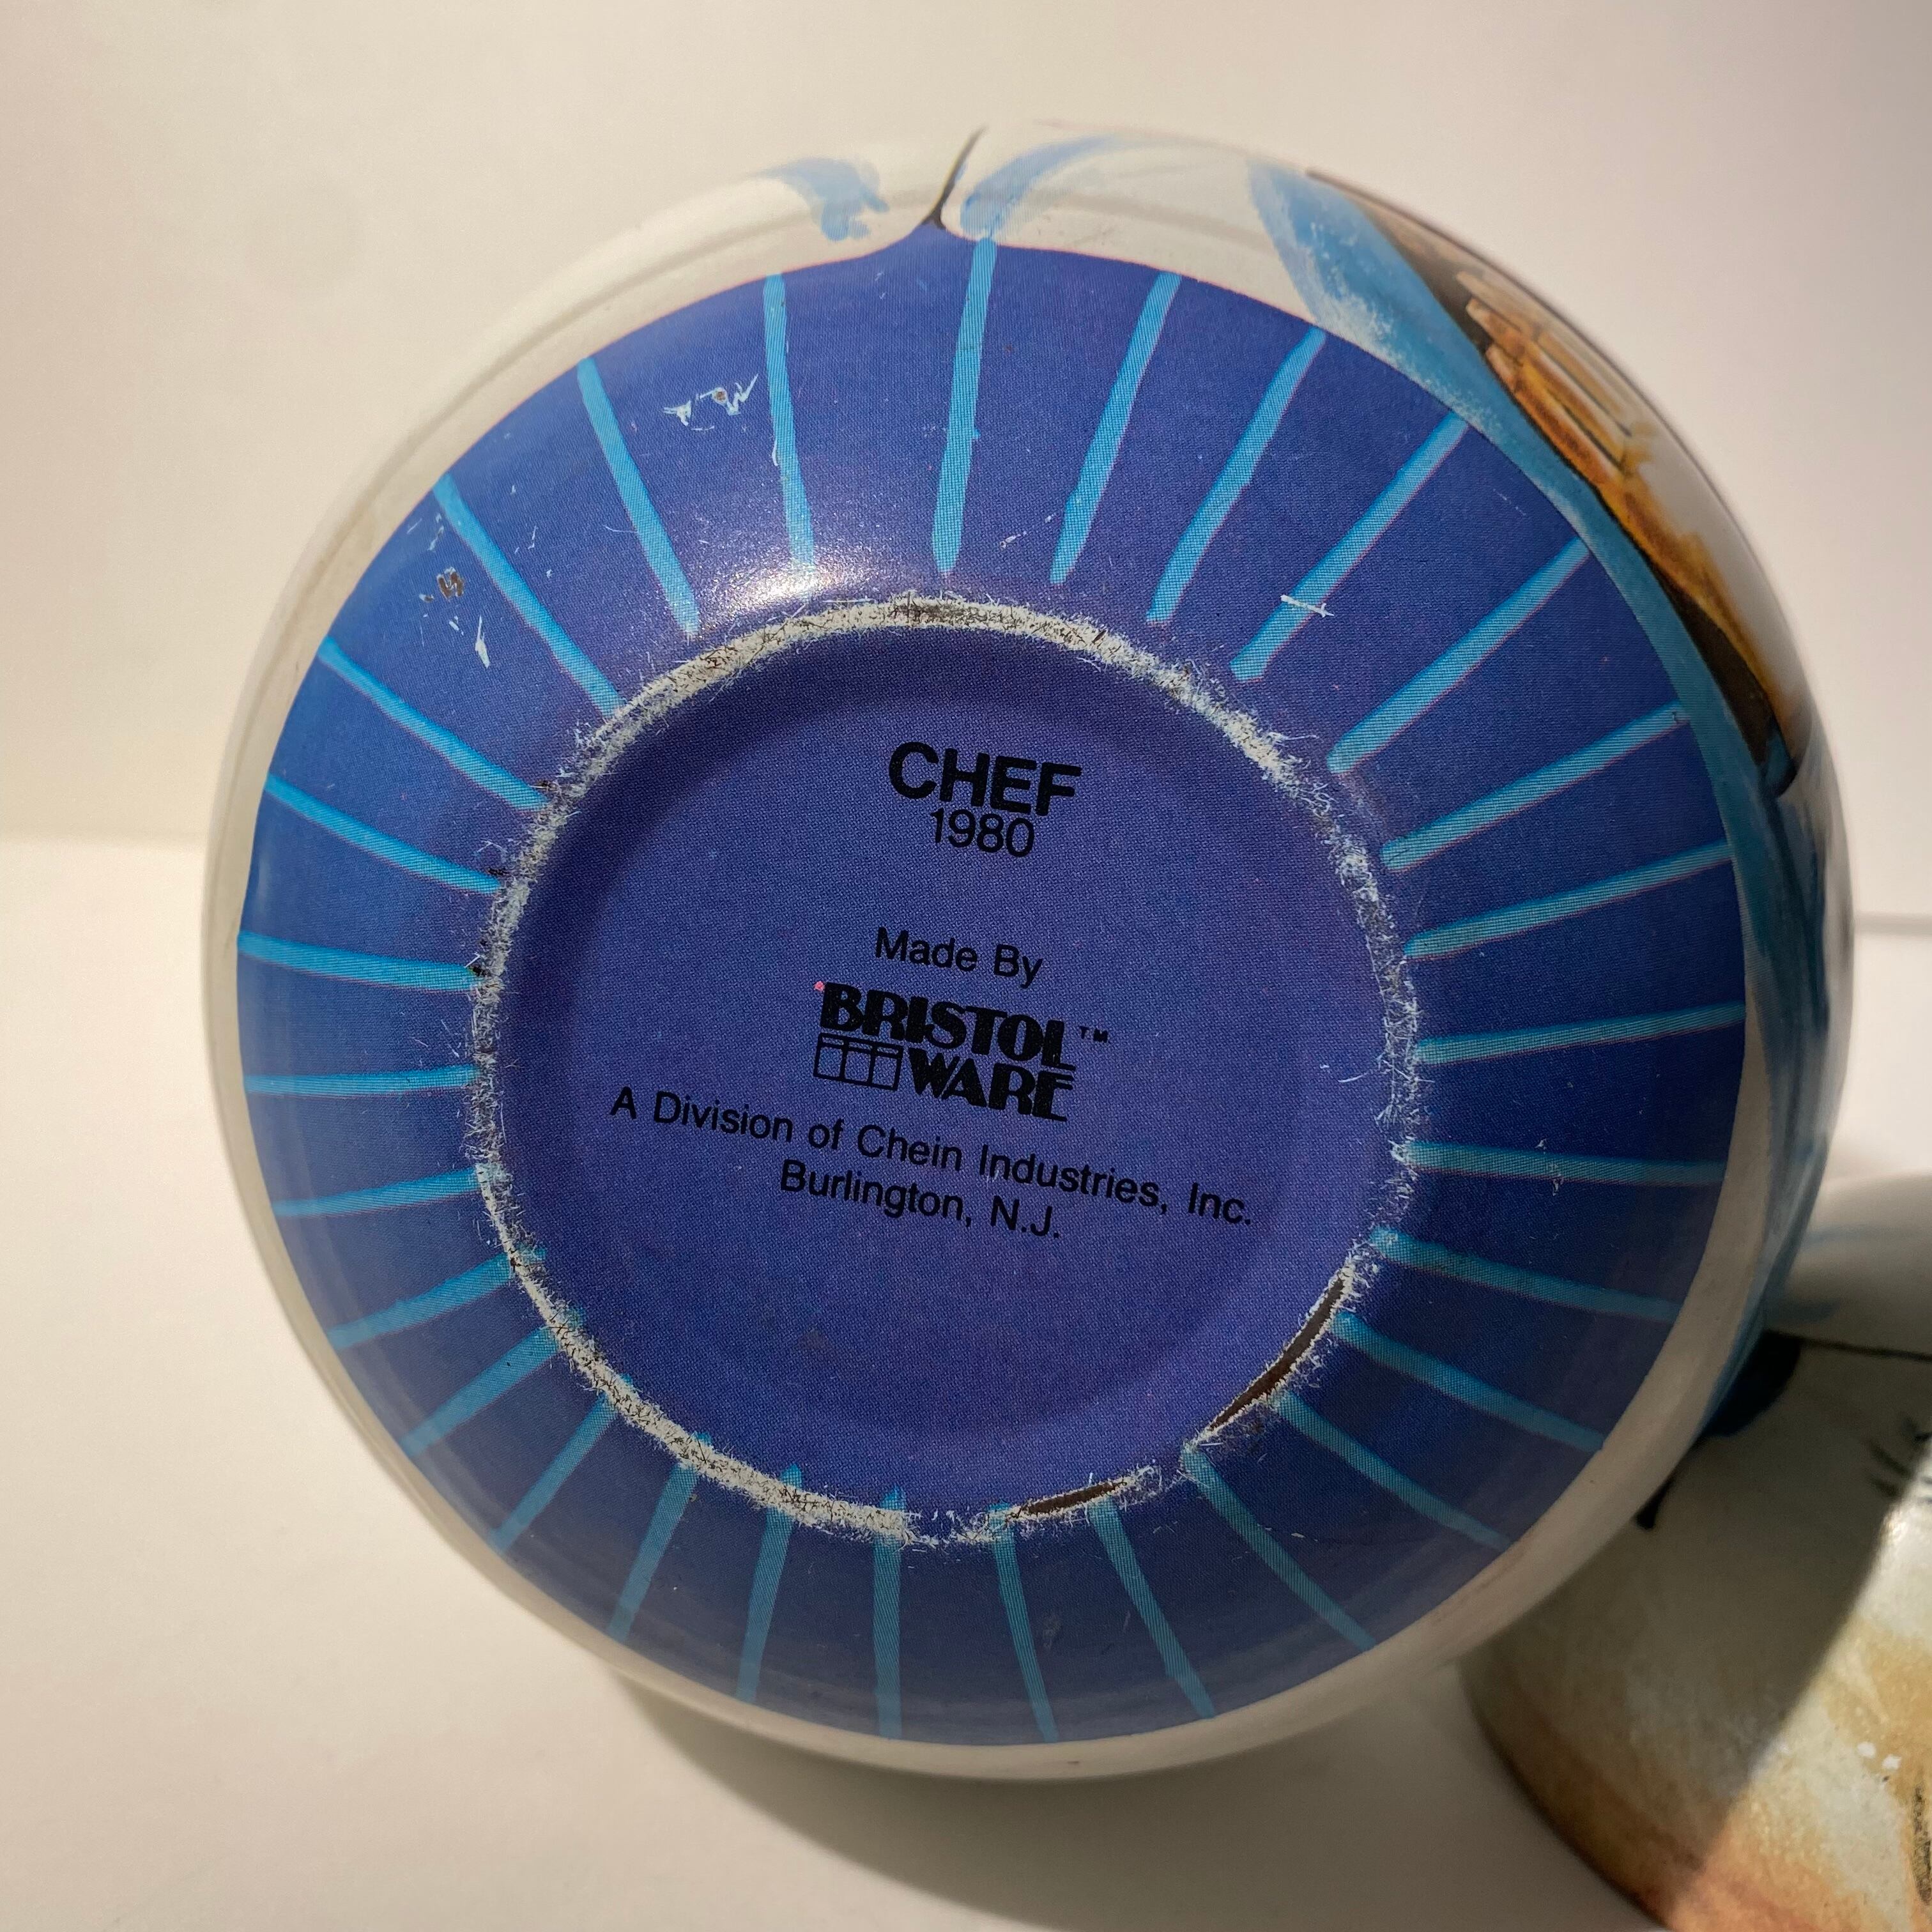 CHEF
1980
Made By
BRISTOL™
WARE
A Division of Chein Industries, Inc.
Burlington, N.J.